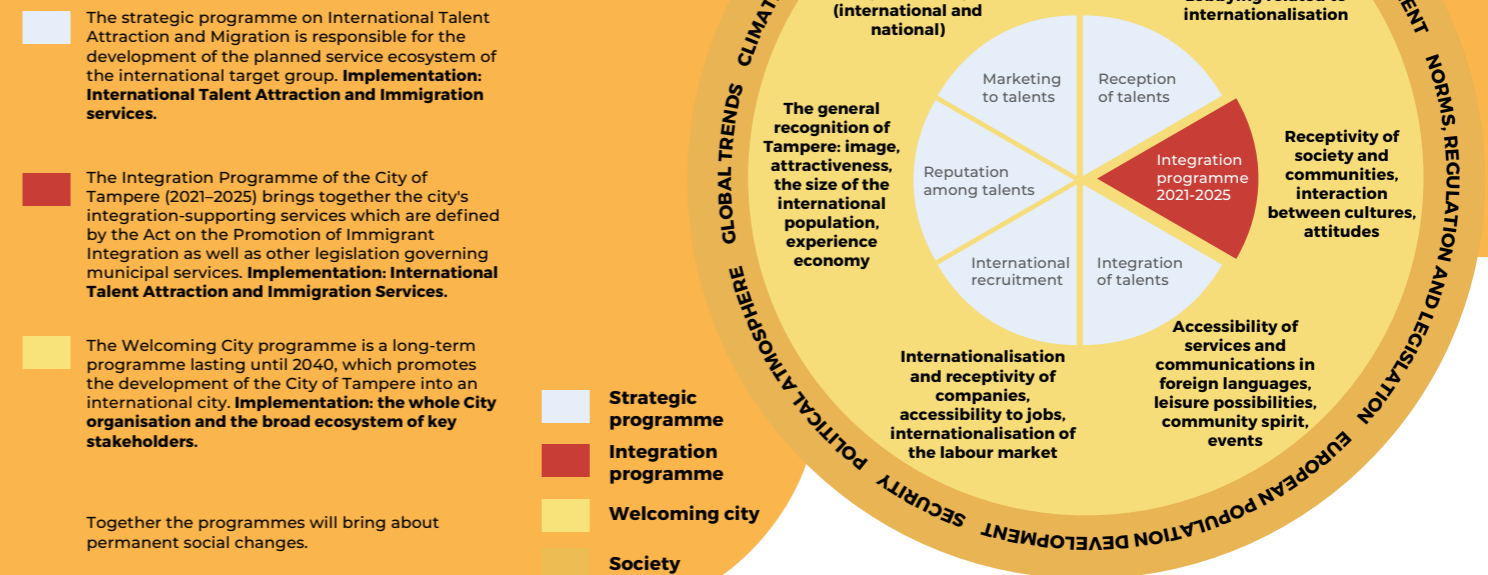 The strategic programme on International Talent
Attraction and Migration is responsible for the
development of the planned service ecosystem of
the international target group. Implementation:
International Talent Attraction and Immigration
services.
The Integration Programme of the City of
Tampere (2021–2025) brings together the city's
integration-supporting services which are defined
by the Act on the Promotion of Immigrant
Integration as well as other legislation governing
municipal services. Implementation: International
Talent Attraction and Immigration Services.
The Welcoming City programme is a long-term
programme lasting until 2040, which promotes
the development of the City of Tampere into an
international city. Implementation: the whole City
organisation and the broad ecosystem of key
stakeholders.
Together the programmes will bring about
permanent social changes.
Strategic
programme
Integration
programme
Welcoming city
Society
(international and
national)
internationalisation
Marketing
to talents
Reception
of talents
Integration
programme
2021-2025
Integration
of talents
International
recruitment
Reputation
among talents
The general
recognition of
Tampere: image,
attractiveness,
the size of the
international
population,
experience
economy
Receptivity of
society and
communities,
interaction
between cultures,
attitudes
Accessibility of
services and
communications in
foreign languages,
leisure possibilities,
community spirit,
events
Internationalisation
and receptivity of
companies,
accessibility to jobs,
internationalisation of
the labour market
NORMS, REGULATION AND LEGISLATION
EUROPEAN POPULATION DEVELOPMENT
SECURITY
POLITICAL ATMOSPHERE
GLOBAL TRENDS